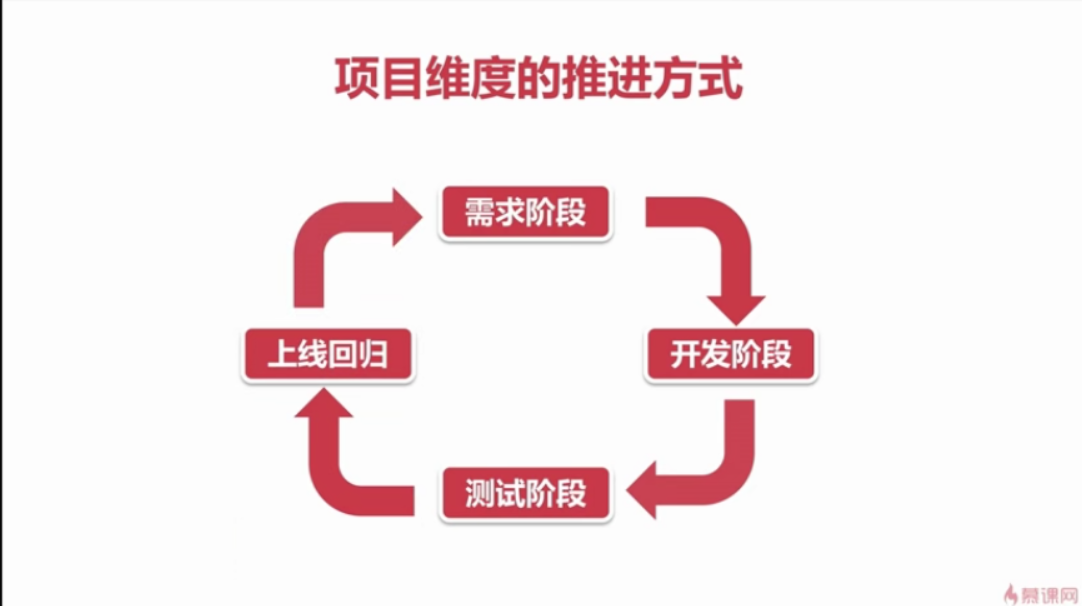 项目维度的推进方式
需求阶段
上线回归
开发阶段
测试阶段
慕课网